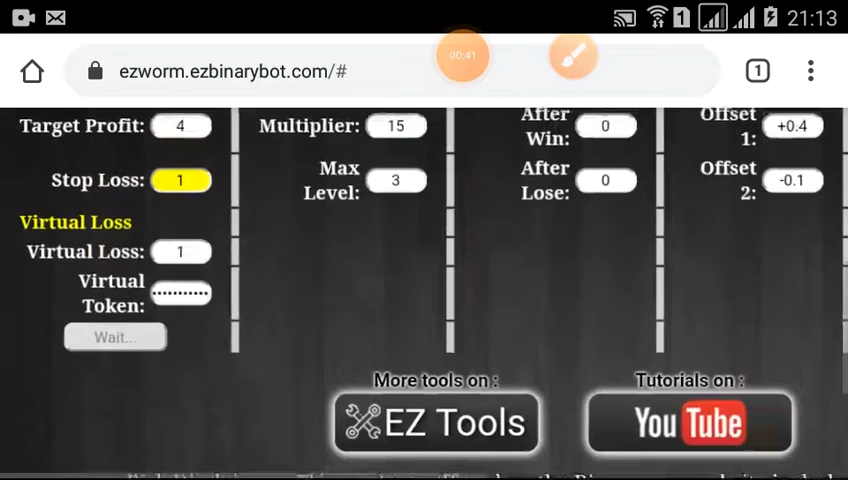 21:13
1
ezworm.ezbinarybot.com/#
00:41
1
Target Profit: 4
Multiplier: 15
After Win: 0
Offset 1: +0.4
Stop Loss: 1
Max Level: 3
After Lose: 0
Offset 2: -0.1
Virtual Loss
Virtual Loss: 1
Virtual Token: •••••••••••
Wait...
More tools on :
EZ Tools
Tutorials on :
YouTube